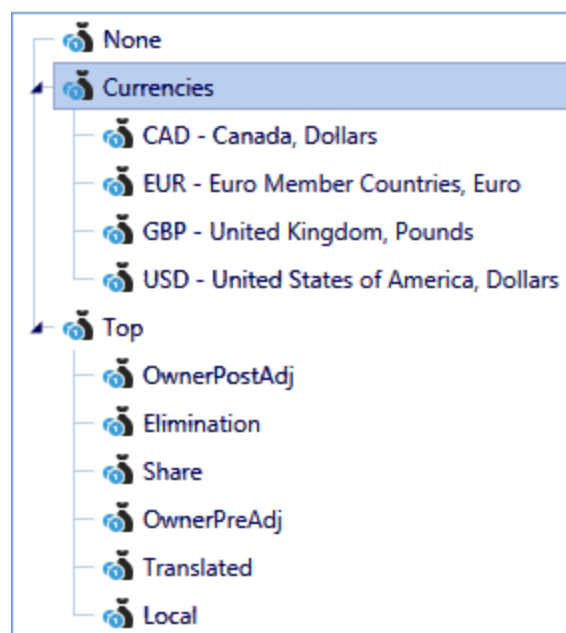 None
Currencies
CAD - Canada, Dollars
EUR - Euro Member Countries, Euro
GBP - United Kingdom, Pounds
USD - United States of America, Dollars
Top
OwnerPostAdj
Elimination
Share
OwnerPreAdj
Translated
Local